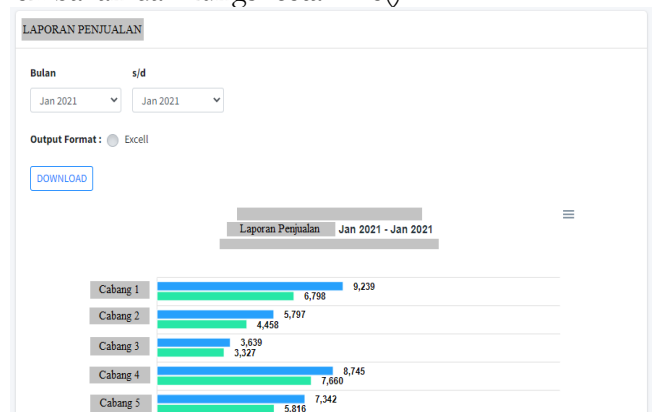 LAPORAN PENJUALAN
Bulan s/d
Jan 2021 Jan 2021
Output Format : Excell
DOWNLOAD
Laporan Penjualan Jan 2021 - Jan 2021
Cabang 1 9,239
6,798
Cabang 2 5,797
4,458
Cabang 3 3,639
3,327
Cabang 4 8,745
7,660
Cabang 5 7,342
5,816